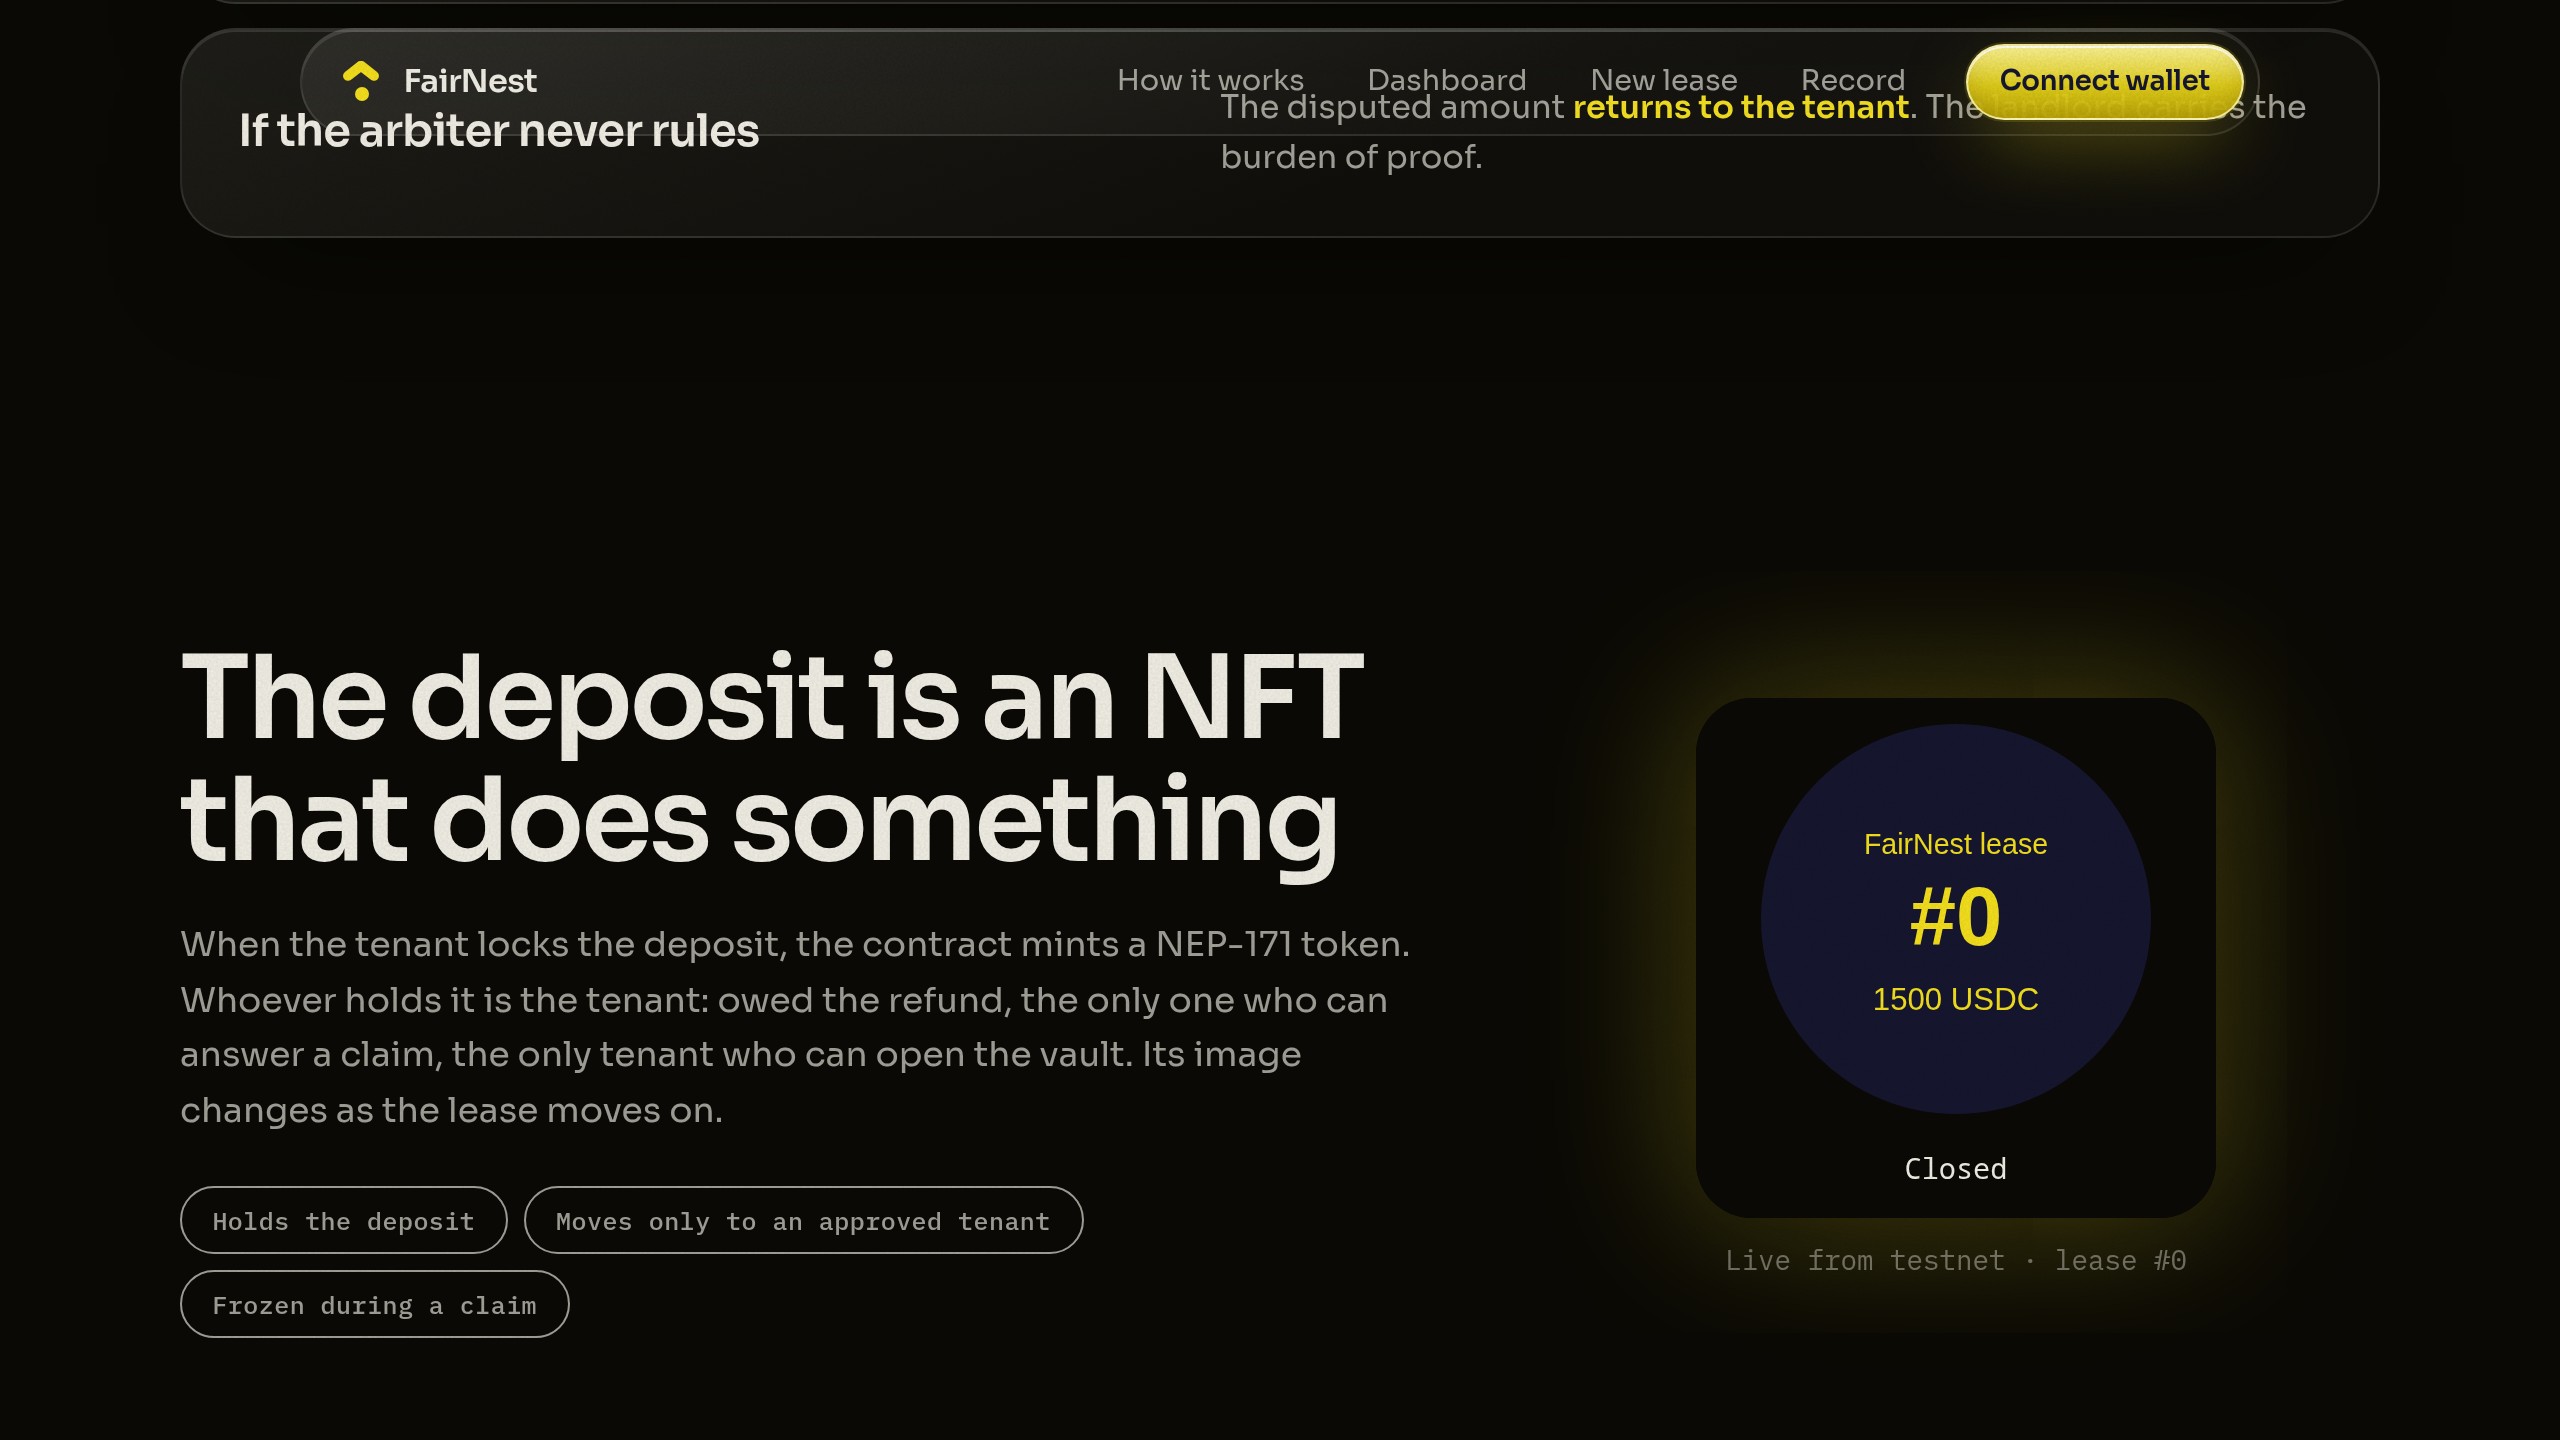 FairNest
How it works
Dashboard
New lease
Record
Connect wallet
If the arbiter never rules
The disputed amount returns to the tenant. The landlord carries the
burden of proof.
The deposit is an NFT
that does something
When the tenant locks the deposit, the contract mints a NEP-171 token.
Whoever holds it is the tenant: owed the refund, the only one who can
answer a claim, the only tenant who can open the vault. Its image
changes as the lease moves on.
Holds the deposit
Moves only to an approved tenant
Frozen during a claim
FairNest lease
#0
1500 USDC
Closed
Live from testnet · lease #0